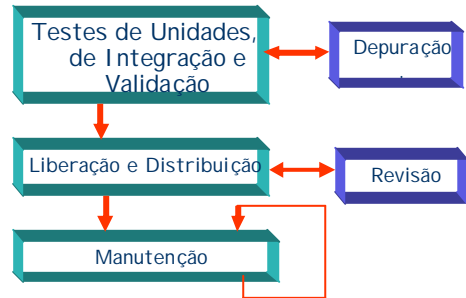 Testes de Unidades,
de Integração e
Validação
Depuração
.
Liberação e Distribuição
Revisão
Manutenção